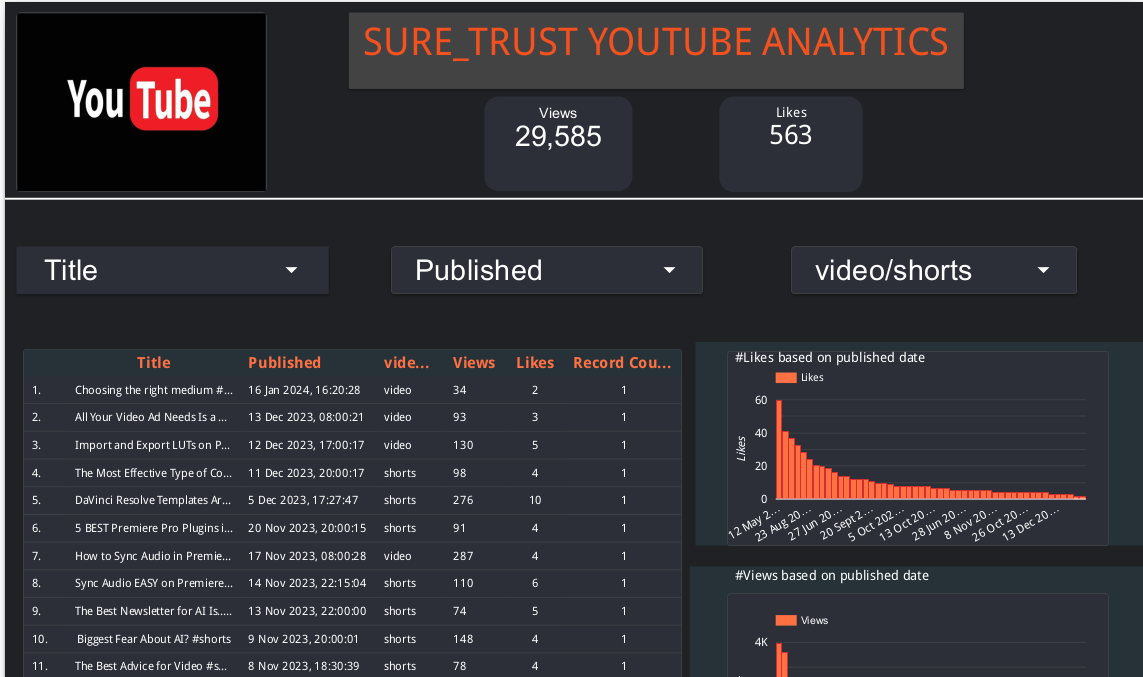 You Tube
SURE_TRUST YOUTUBE ANALYTICS
Views
29,585
Likes
563
Title
Published
video/shorts
Title Published vide... Views Likes Record Cou...
1. Choosing the right medium #... 16 Jan 2024, 16:20:28 video 34 2 1
2. All Your Video Ad Needs Is a ... 13 Dec 2023, 08:00:21 video 93 3 1
3. Import and Export LUTs on P... 12 Dec 2023, 17:00:17 video 130 5 1
4. The Most Effective Type of Co... 11 Dec 2023, 20:00:17 shorts 98 4 1
5. DaVinci Resolve Templates Ar... 5 Dec 2023, 17:27:47 shorts 276 10 1
6. 5 BEST Premiere Pro Plugins i... 20 Nov 2023, 20:00:15 shorts 91 4 1
7. How to Sync Audio in Premie... 17 Nov 2023, 08:00:28 video 287 4 1
8. Sync Audio EASY on Premiere... 14 Nov 2023, 22:15:04 shorts 110 6 1
9. The Best Newsletter for AI Is..... 13 Nov 2023, 22:00:00 shorts 74 5 1
10. Biggest Fear About AI? #shorts 9 Nov 2023, 20:00:01 shorts 148 4 1
11. The Best Advice for Video #s... 8 Nov 2023, 18:30:39 shorts 78 4 1
#Likes based on published date
Likes
60
40
20
0
Likes
12 May 2...
23 Aug 20...
27 Jun 20...
20 Sept 2...
5 Oct 202...
13 Oct 20...
28 Jun 20...
8 Nov 20...
26 Oct 20...
13 Dec 20...
#Views based on published date
Views
4K